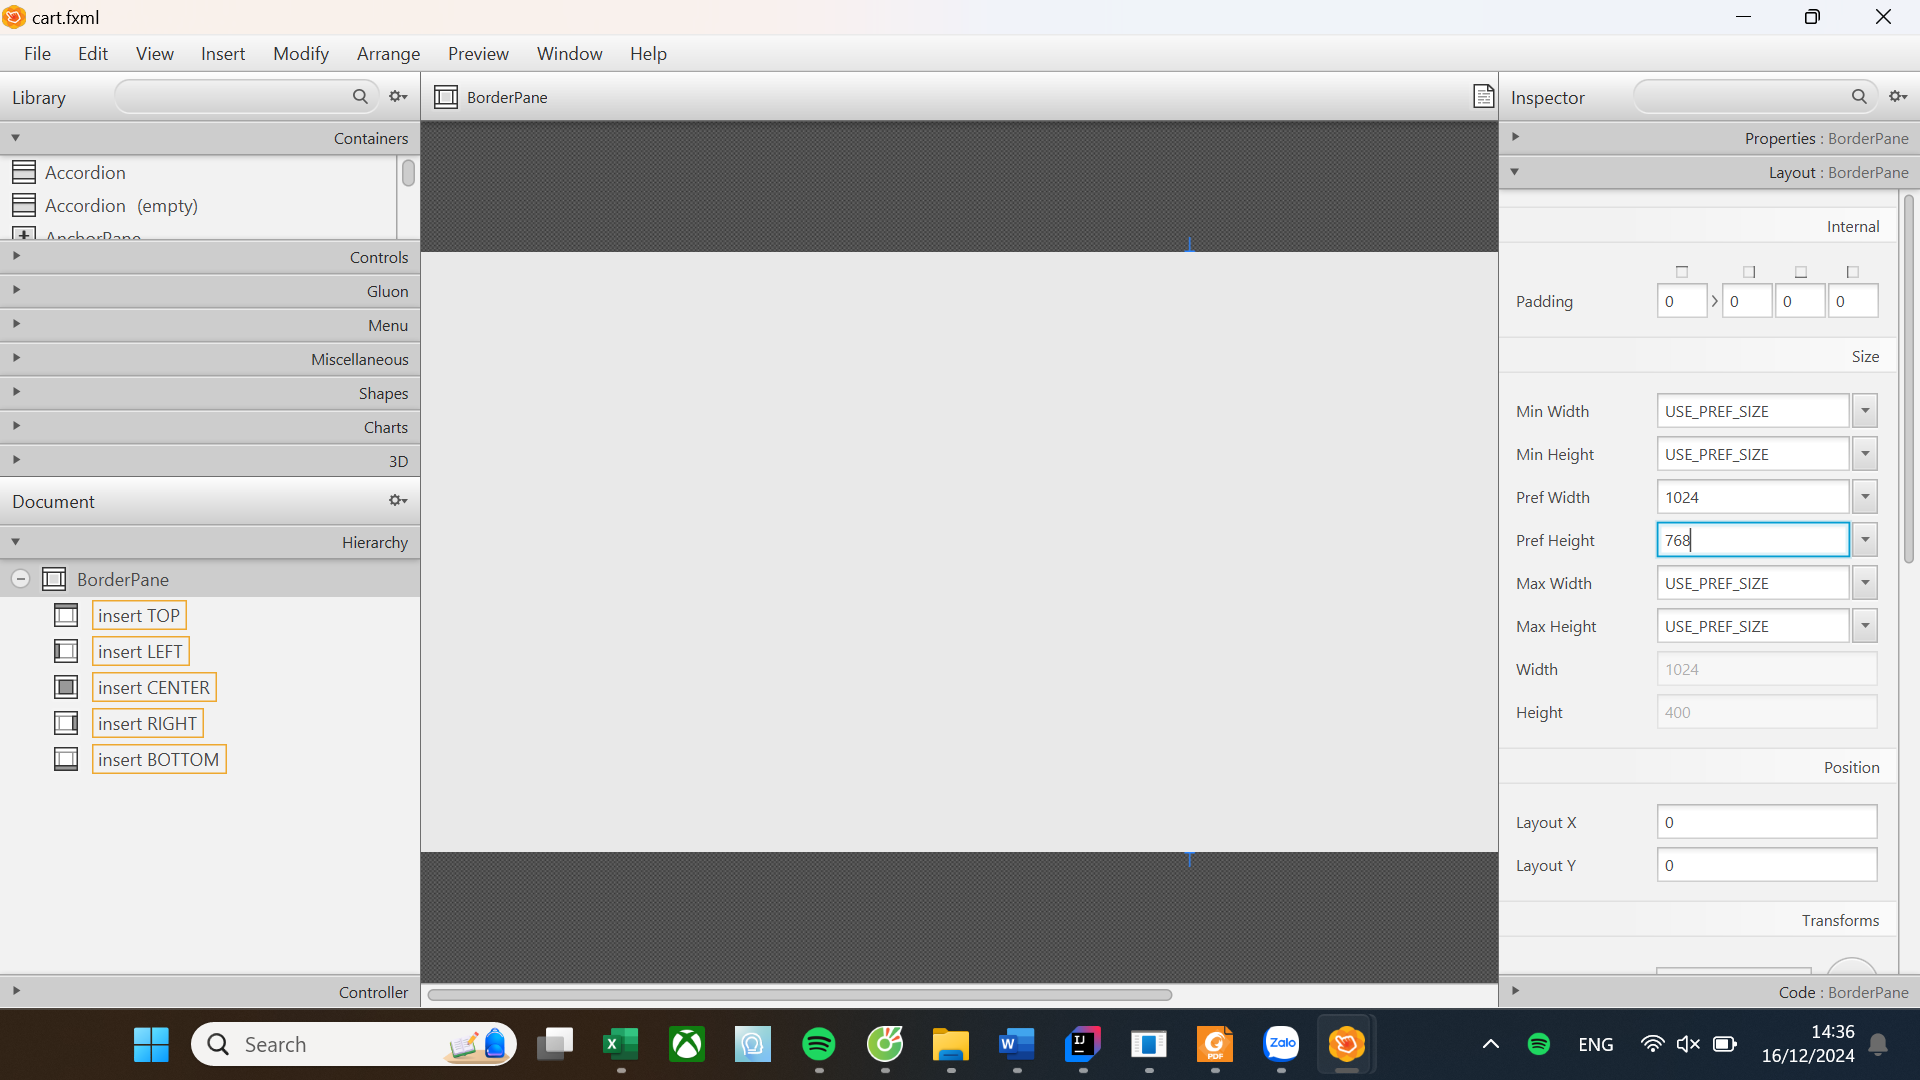 cart.fxml
File Edit View Insert Modify Arrange Preview Window Help
Library
Containers
Accordion
Accordion (empty)
AnchorPane
Controls
Gluon
Menu
Miscellaneous
Shapes
Charts
3D
Document
Hierarchy
BorderPane
insert TOP
insert LEFT
insert CENTER
insert RIGHT
insert BOTTOM
Controller
BorderPane
Inspector
Properties : BorderPane
Layout : BorderPane
Internal
Padding 0 0 0 0
Size
Min Width USE_PREF_SIZE
Min Height USE_PREF_SIZE
Pref Width 1024
Pref Height 768
Max Width USE_PREF_SIZE
Max Height USE_PREF_SIZE
Width 1024
Height 400
Position
Layout X 0
Layout Y 0
Transforms
Code : BorderPane
Search
X
W
IJ
PDF
Zalo
ENG
14:36
16/12/2024